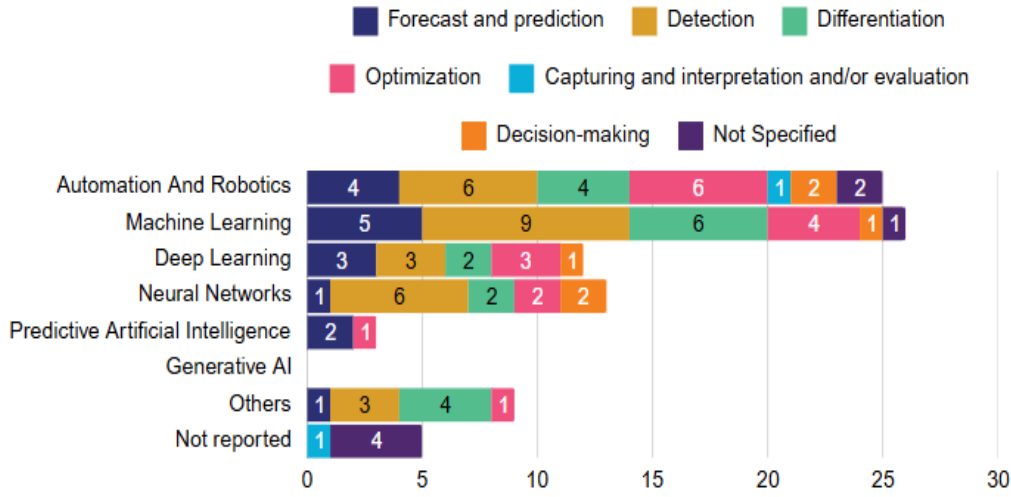 Forecast and prediction Detection Differentiation
Optimization Capturing and interpretation and/or evaluation
Decision-making Not Specified
Automation And Robotics 4 6 4 6 1 2 2
Machine Learning 5 9 6 4 1 1
Deep Learning 3 3 2 3 1
Neural Networks 1 6 2 2 2
Predictive Artificial Intelligence 2 1
Generative AI
Others 1 3 4 1
Not reported 1 4
0 5 10 15 20 25 30